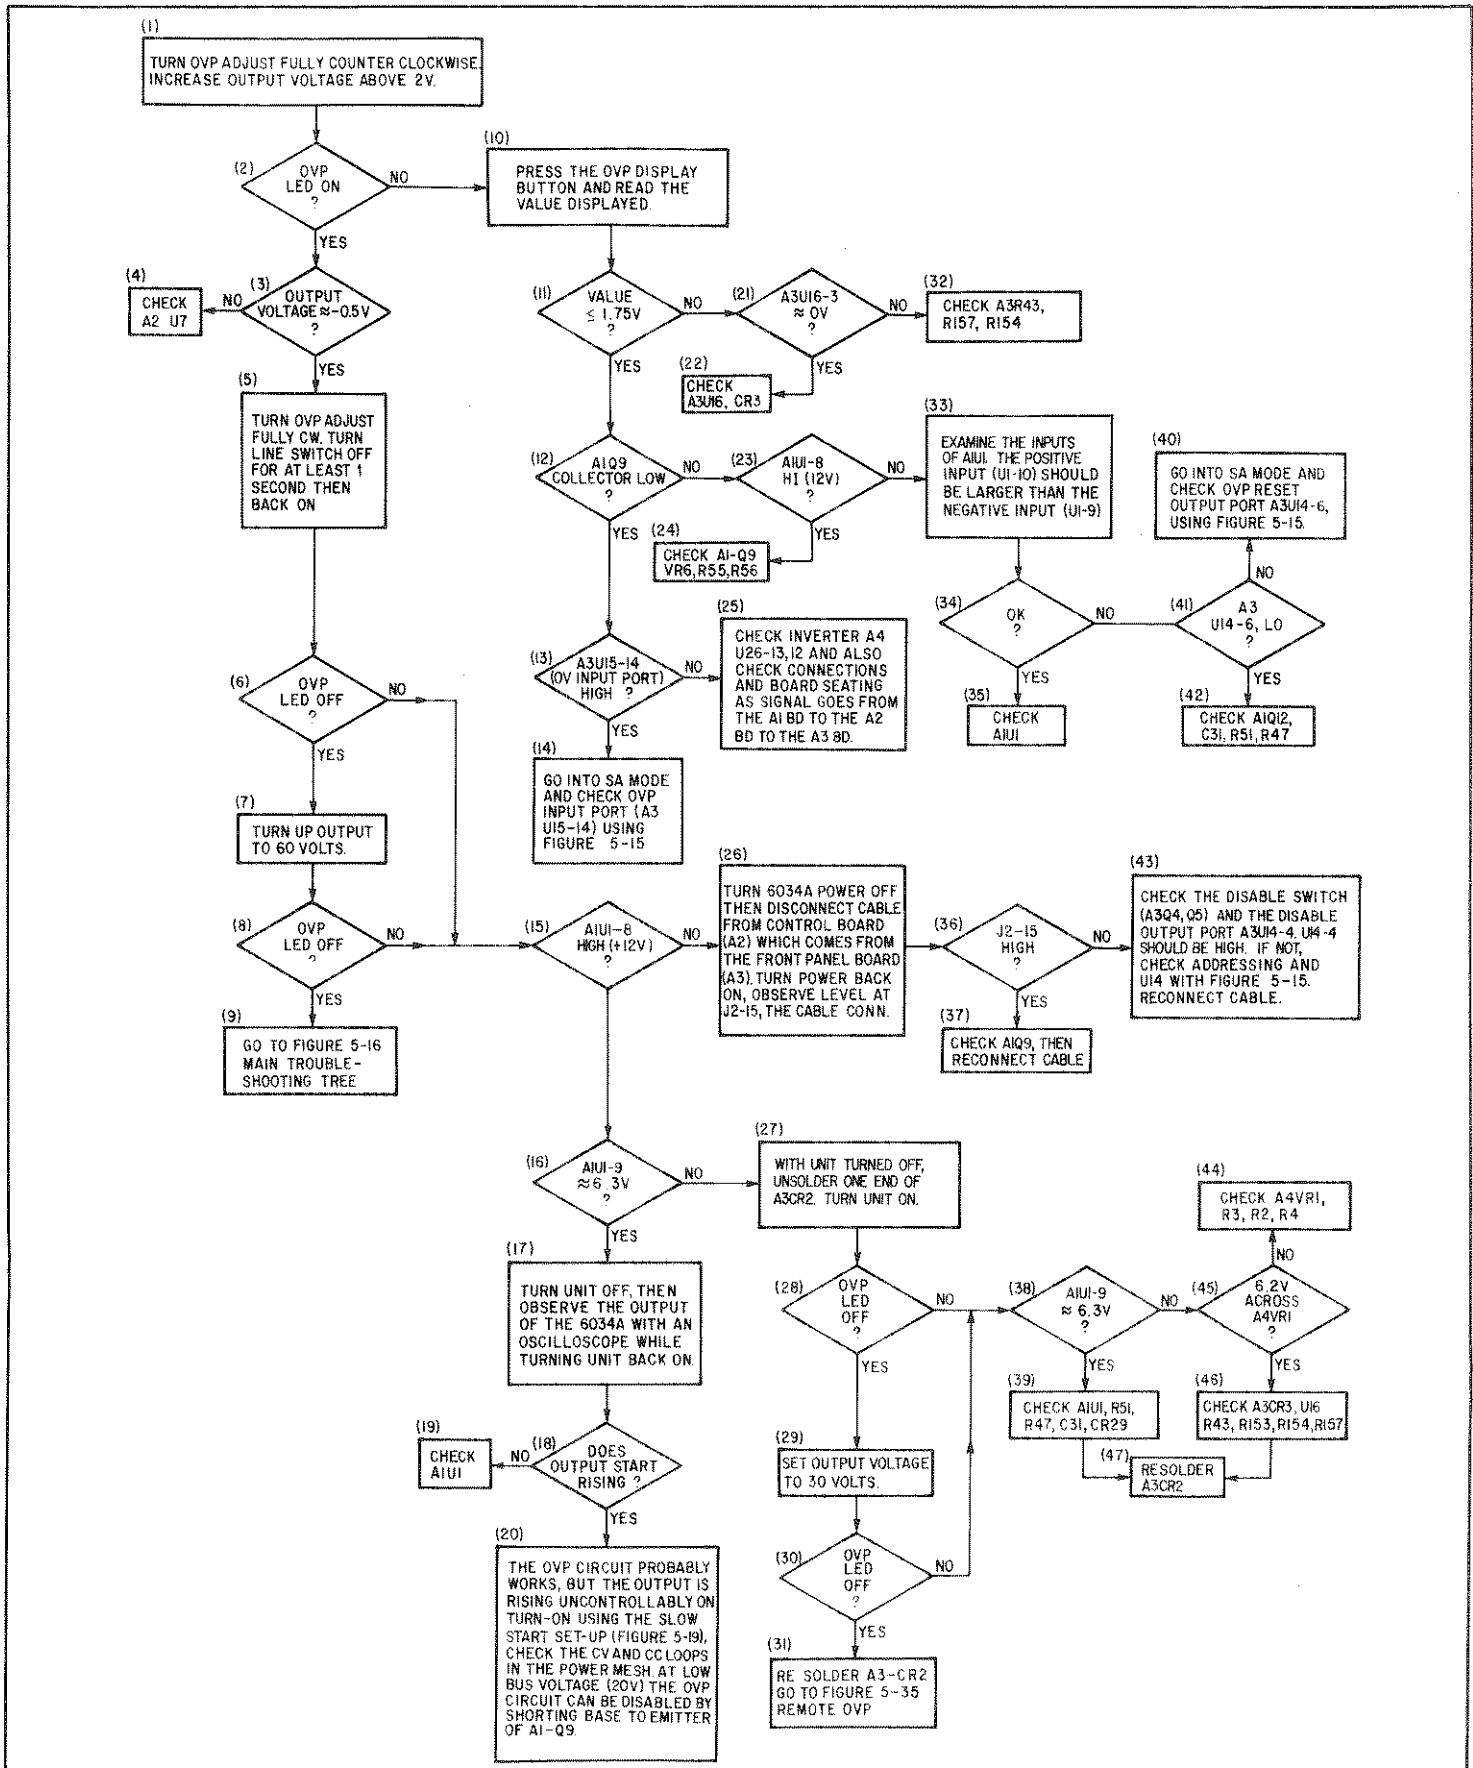 (1)
TURN OVP ADJUST FULLY COUNTER CLOCKWISE.
INCREASE OUTPUT VOLTAGE ABOVE 2V.
(2)
OVP
LED ON
?
NO
YES
(10)
PRESS THE OVP DISPLAY
BUTTON AND READ THE
VALUE DISPLAYED.
(3)
OUTPUT
VOLTAGE≈-0.5V
?
NO
YES
(4)
CHECK
A2 U7
(11)
VALUE
≤ 1.75V
?
NO
YES
(21)
A3U16-3
≈ 0V
?
NO
YES
(32)
CHECK A3R43,
R157, R154
(22)
CHECK
A3U16, CR3
(5)
TURN OVP ADJUST
FULLY CW. TURN
LINE SWITCH OFF
FOR AT LEAST 1
SECOND THEN
BACK ON
(12)
A1Q9
COLLECTOR LOW
?
NO
YES
(23)
A1U1-8
HI (12V)
?
NO
YES
(24)
CHECK A1-Q9
VR6, R55, R56
(33)
EXAMINE THE INPUTS
OF A1U1. THE POSITIVE
INPUT (U1-10) SHOULD
BE LARGER THAN THE
NEGATIVE INPUT (U1-9)
(40)
GO INTO SA MODE AND
CHECK OVP RESET
OUTPUT PORT A3U14-6,
USING FIGURE 5-15.
NO
(34)
OK
?
NO
YES
(41)
A3
U14-6, LO
?
YES
(35)
CHECK
A1U1
(42)
CHECK A1Q12,
C31, R51, R47
(13)
A3U15-14
(OV INPUT PORT)
HIGH ?
NO
YES
(25)
CHECK INVERTER A4
U26-13, 12 AND ALSO
CHECK CONNECTIONS
AND BOARD SEATING
AS SIGNAL GOES FROM
THE A1 BD TO THE A2
BD TO THE A3 BD.
(14)
GO INTO SA MODE
AND CHECK OVP
INPUT PORT (A3
U15-14) USING
FIGURE 5-15
(6)
OVP
LED OFF
?
NO
YES
(7)
TURN UP OUTPUT
TO 60 VOLTS.
(8)
OVP
LED OFF
?
NO
YES
(9)
GO TO FIGURE 5-16
MAIN TROUBLE-
SHOOTING TREE
(15)
A1U1-8
HIGH (+12V)
?
NO
YES
(26)
TURN 6034A POWER OFF
THEN DISCONNECT CABLE
FROM CONTROL BOARD
(A2) WHICH COMES FROM
THE FRONT PANEL BOARD
(A3). TURN POWER BACK
ON, OBSERVE LEVEL AT
J2-15, THE CABLE CONN.
(36)
J2-15
HIGH
?
NO
YES
(43)
CHECK THE DISABLE SWITCH
(A3Q4, Q5) AND THE DISABLE
OUTPUT PORT A3U14-4. U14-4
SHOULD BE HIGH. IF NOT,
CHECK ADDRESSING AND
U14 WITH FIGURE 5-15.
RECONNECT CABLE.
(37)
CHECK A1Q9, THEN
RECONNECT CABLE
(16)
A1U1-9
≈6.3V
?
NO
YES
(27)
WITH UNIT TURNED OFF,
UNSOLDER ONE END OF
A3CR2. TURN UNIT ON.
(17)
TURN UNIT OFF, THEN
OBSERVE THE OUTPUT
OF THE 6034A WITH AN
OSCILLOSCOPE WHILE
TURNING UNIT BACK ON.
(28)
OVP
LED
OFF
?
NO
YES
(38)
A1U1-9
≈ 6.3V
?
NO
YES
(44)
CHECK A4VR1,
R3, R2, R4
NO
(45)
6.2V
ACROSS
A4VR1
?
YES
(39)
CHECK A1U1, R51,
R47, C31, CR29
(46)
CHECK A3CR3, U16
R43, R153, R154, R157
(47)
RESOLDER
A3CR2
(18)
DOES
OUTPUT START
RISING ?
NO
YES
(19)
CHECK
A1U1
(29)
SET OUTPUT VOLTAGE
TO 30 VOLTS.
(30)
OVP
LED
OFF
?
NO
YES
(20)
THE OVP CIRCUIT PROBABLY
WORKS, BUT THE OUTPUT IS
RISING UNCONTROLLABLY ON
TURN-ON USING THE SLOW
START SET-UP (FIGURE 5-19),
CHECK THE CV AND CC LOOPS
IN THE POWER MESH. AT LOW
BUS VOLTAGE (20V) THE OVP
CIRCUIT CAN BE DISABLED BY
SHORTING BASE TO EMITTER
OF A1-Q9.
(31)
RE SOLDER A3-CR2
GO TO FIGURE 5-35
REMOTE OVP